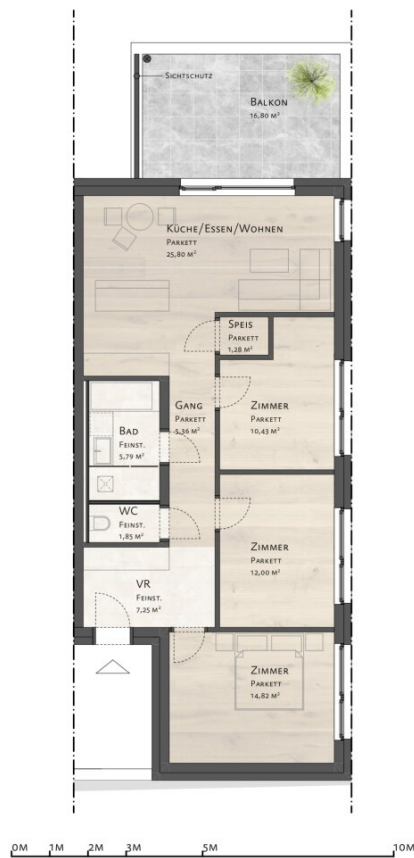 Sichtschutz
Balkon
16,80 m²
Küche/Essen/Wohnen
Parkett
25,80 m²
Speis
Parkett
1,28 m²
Gang
Parkett
5,36 m²
Zimmer
Parkett
10,43 m²
Bad
Feinst.
5,79 m²
WC
Feinst.
1,85 m²
Zimmer
Parkett
12,00 m²
VR
Feinst.
7,25 m²
Zimmer
Parkett
14,82 m²
0M 1M 2M 3M 5M 10M